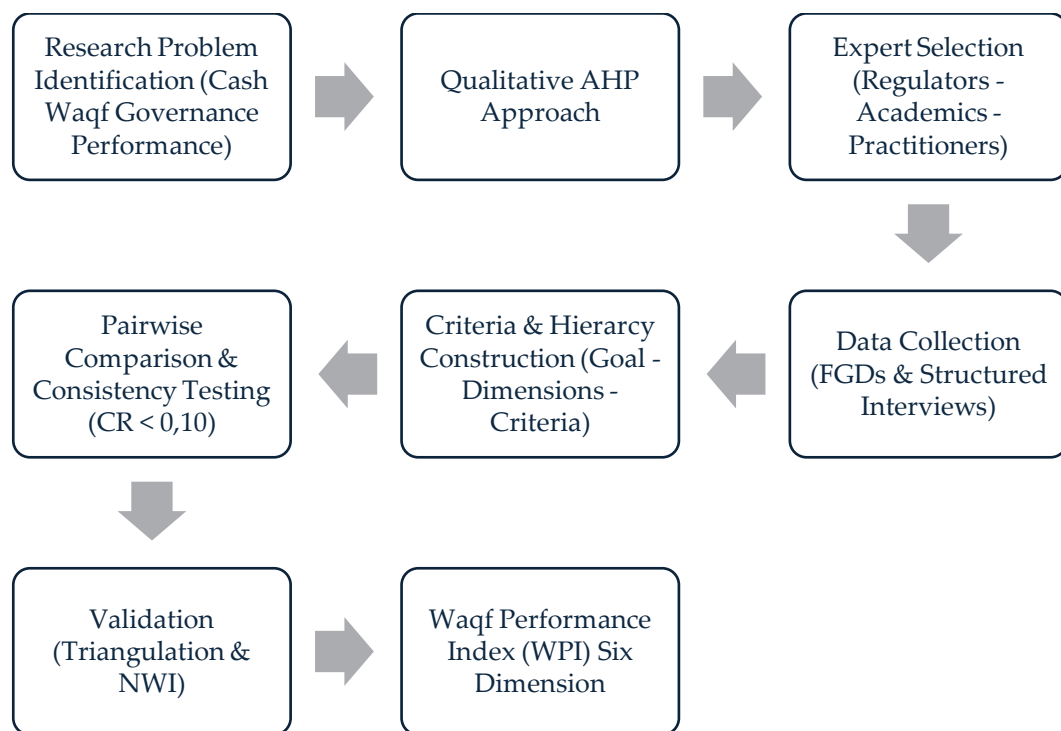 Research Problem
Identification (Cash
Waqf Governance
Performance)
Qualitative AHP
Approach
Expert Selection
(Regulators -
Academics -
Practitioners)
Data Collection
(FGDs & Structured
Interviews)
Criteria & Hierarcy
Construction (Goal -
Dimensions -
Criteria)
Pairwise
Comparison &
Consistency Testing
(CR < 0,10)
Validation
(Triangulation &
NWI)
Waqf Performance
Index (WPI) Six
Dimension